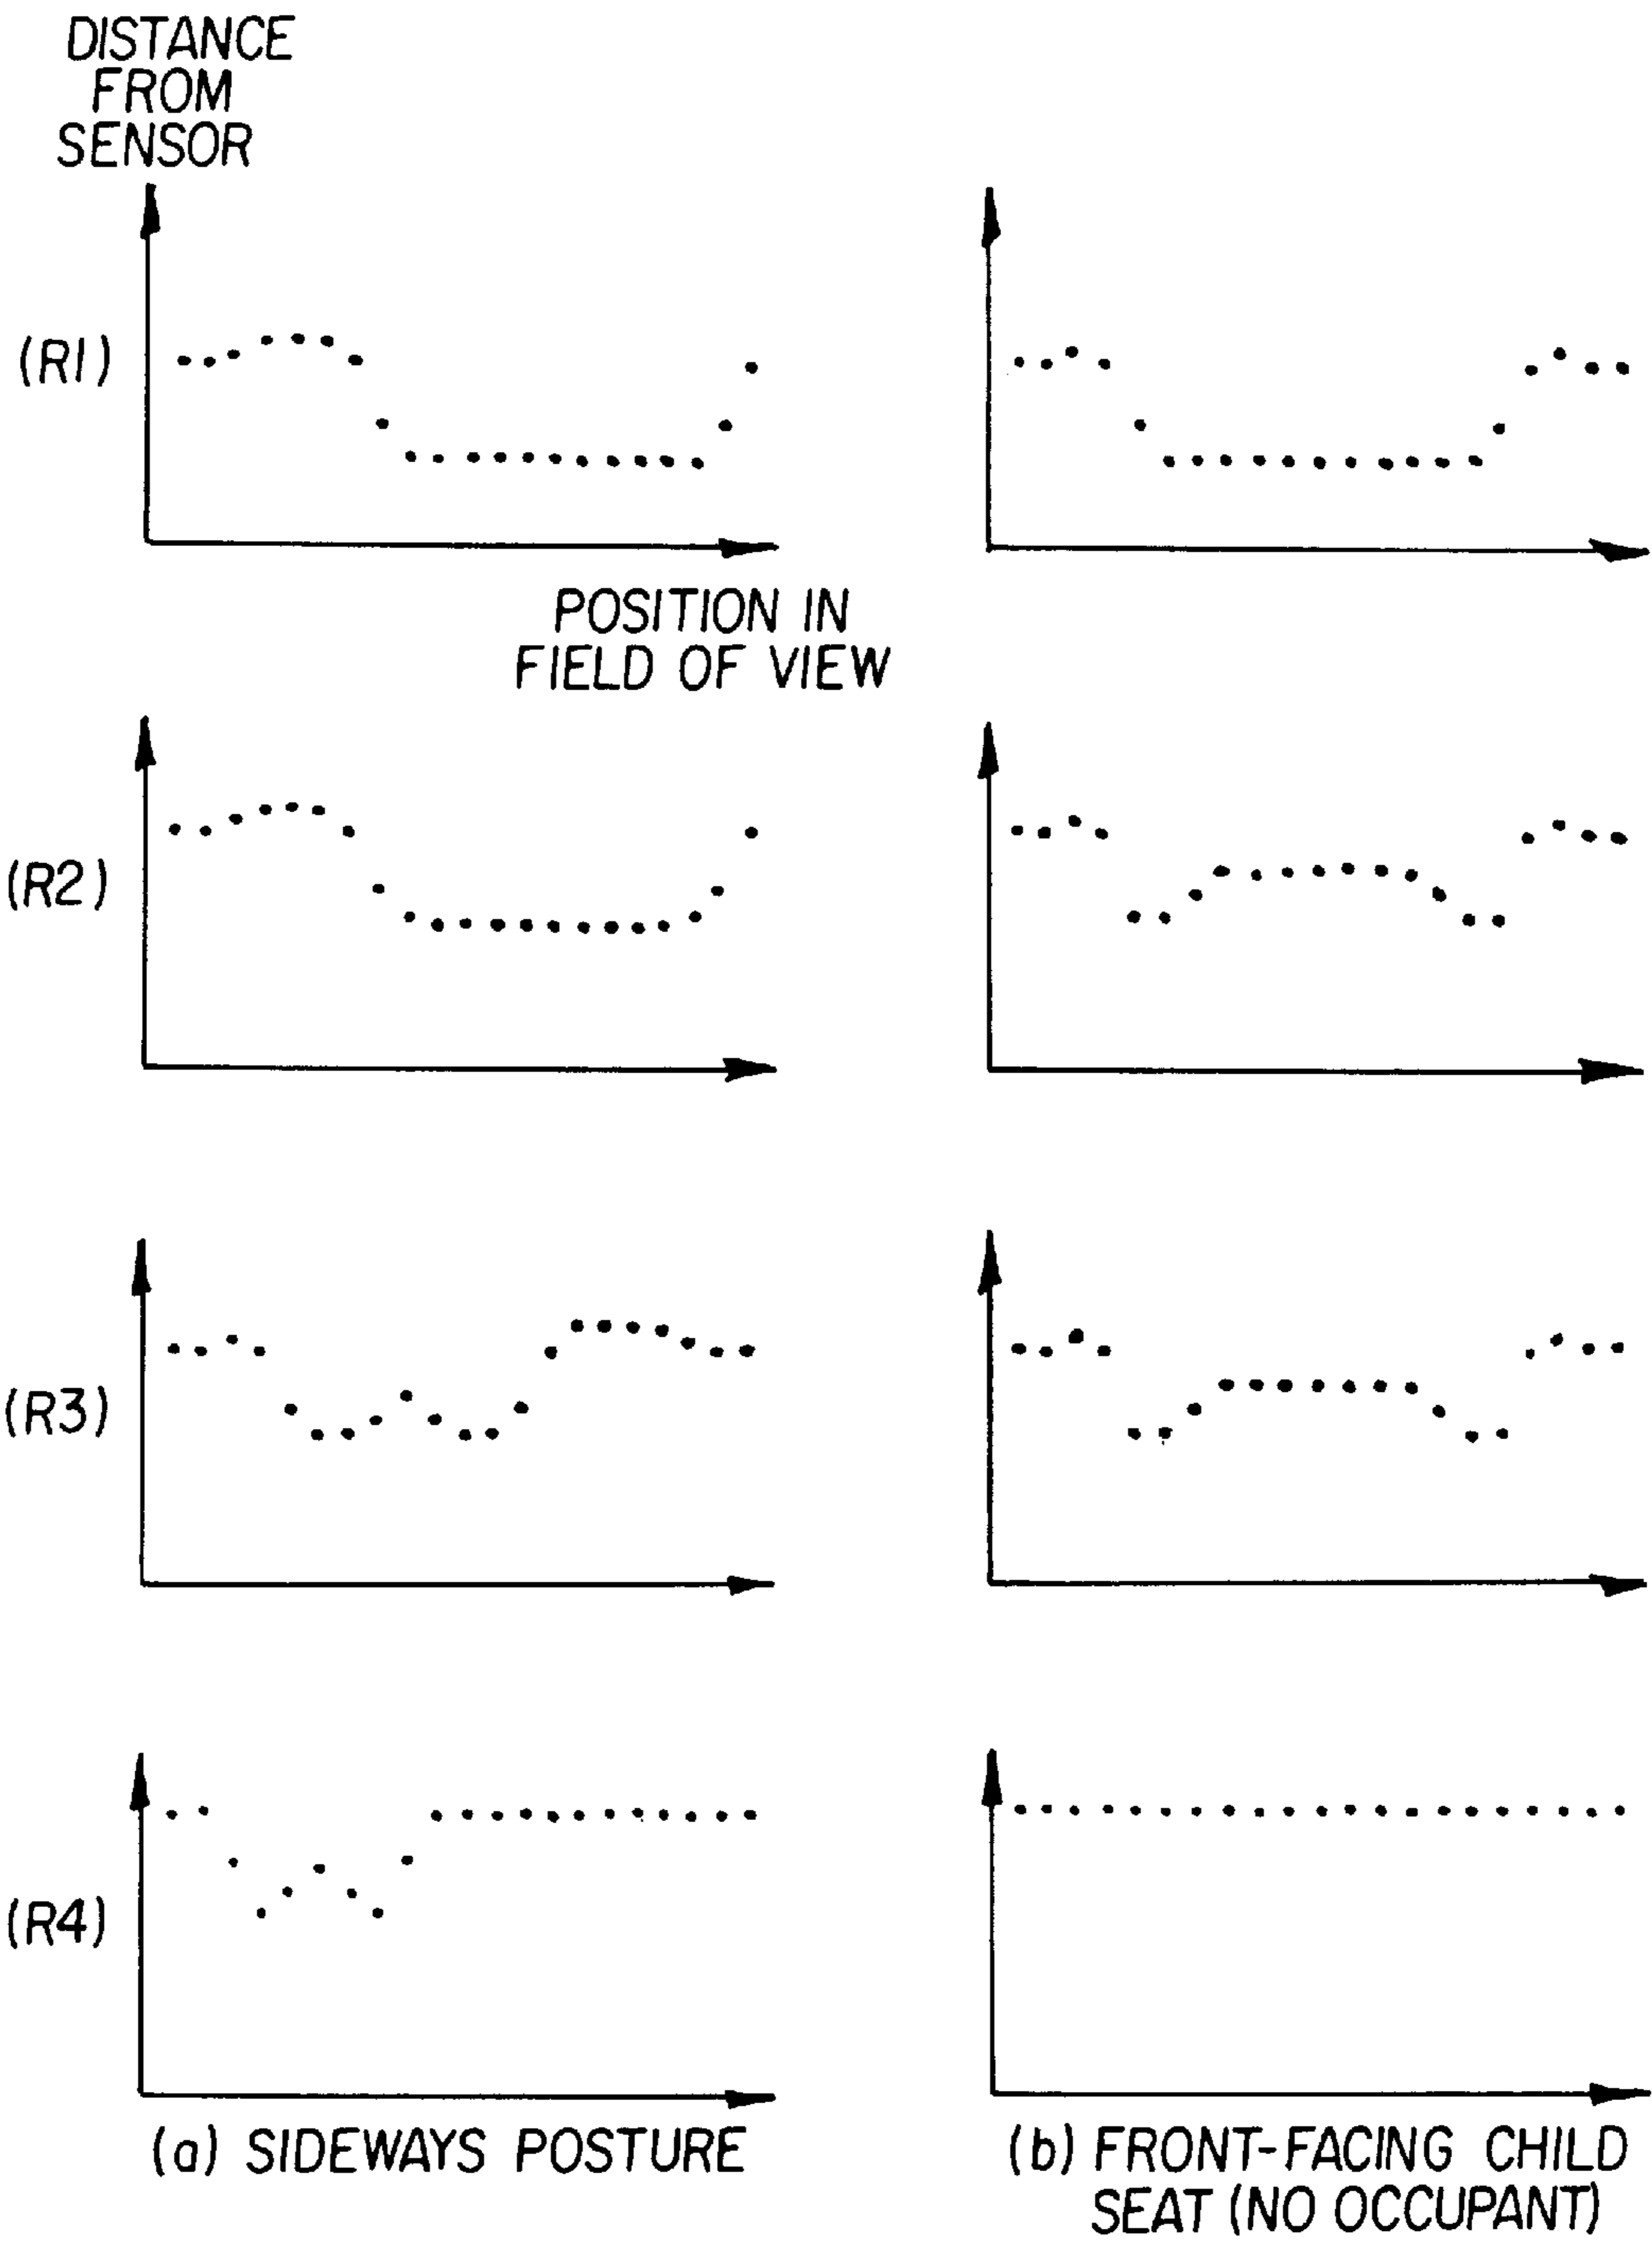 DISTANCE
FROM
SENSOR
(R1)
POSITION IN
FIELD OF VIEW
(R2)
(R3)
(R4)
(a) SIDEWAYS POSTURE
(b) FRONT-FACING CHILD
SEAT (NO OCCUPANT)